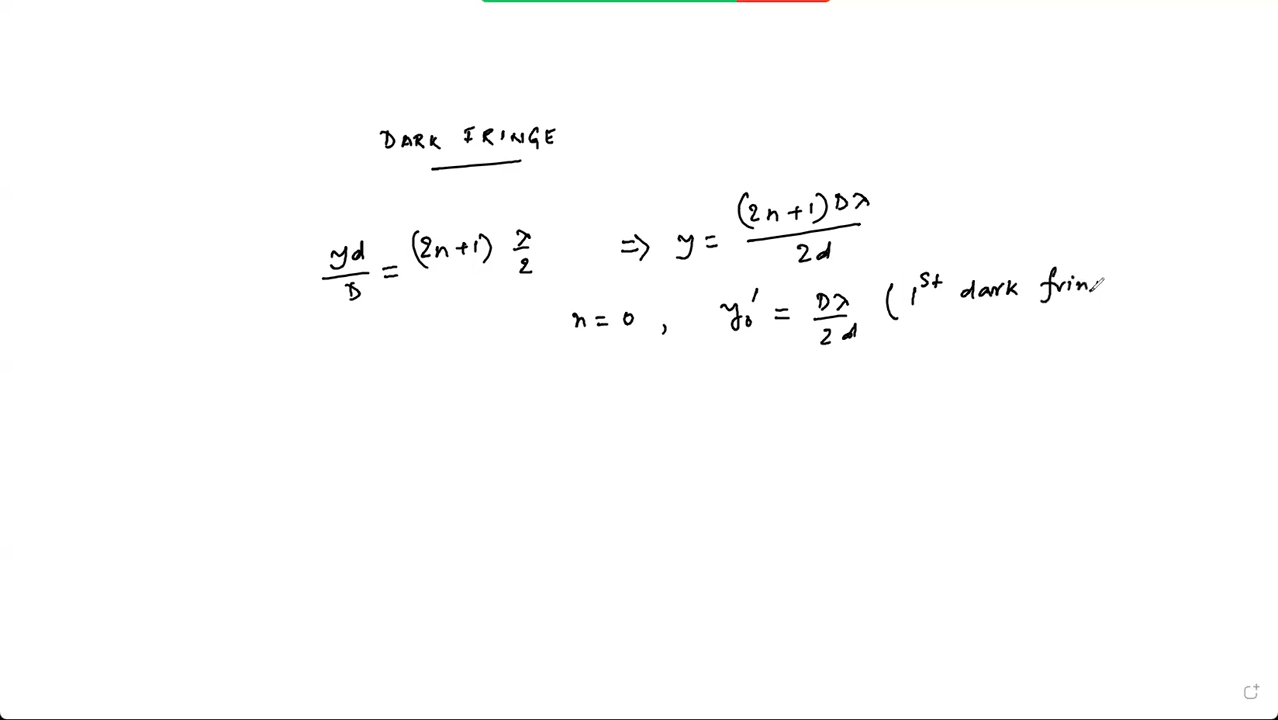 DARK FRINGE
yd/D = (2n+1) λ/2 => y = (2n+1)Dλ/2d
n = 0 , y₀' = Dλ/2d ( 1st dark frin